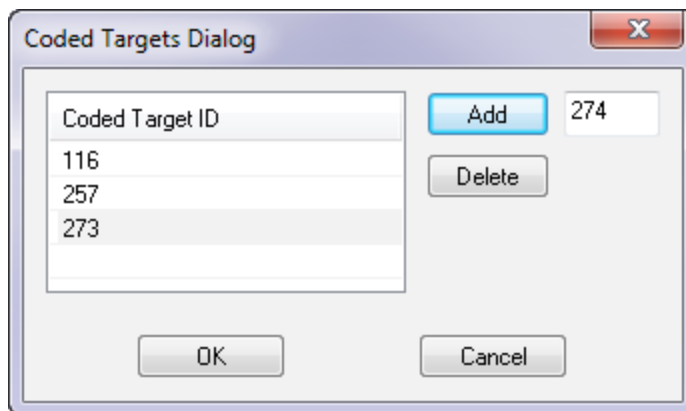 Coded Targets Dialog
Coded Target ID
116
257
273
Add
274
Delete
OK
Cancel